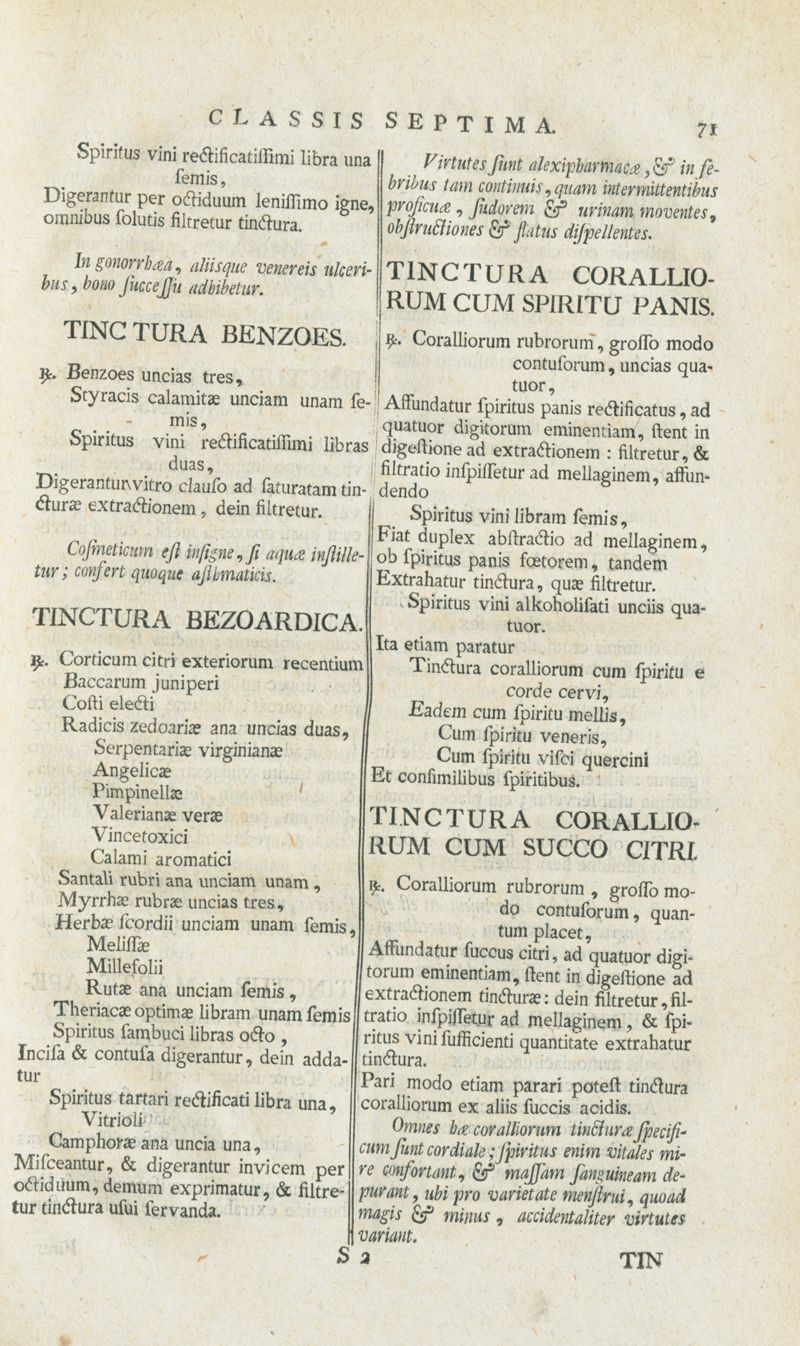 CLASSIS SEPTIMA. 71
Spiritus vini rectificatiſſimi libra una
ſemis,
Digerantur per octiduum leniſſimo igne,
omnibus ſolutis filtretur tinctura.
In gonorrhœa, aliisque venereis ulceri-
bus, bono ſucceſſu adhibetur.
TINCTURA BENZOES.
℞. Benzoes uncias tres,
Styracis calamitæ unciam unam ſe-
mis,
Spiritus vini rectificatiſſimi libras
duas,
Digerantur vitro clauſo ad ſaturatam tin-
cturæ extractionem, dein filtretur.
Coſmeticum eſt inſigne, ſi aquæ inſtille-
tur; confert quoque aſthmaticis.
TINCTURA BEZOARDICA.
℞. Corticum citri exteriorum recentium
Baccarum juniperi
Coſti electi
Radicis zedoariæ ana uncias duas,
Serpentariæ virginianæ
Angelicæ
Pimpinellæ
Valerianæ veræ
Vincetoxici
Calami aromatici
Santali rubri ana unciam unam,
Myrrhæ rubræ uncias tres,
Herbæ ſcordii unciam unam ſemis,
Meliſſæ
Millefolii
Rutæ ana unciam ſemis,
Theriacæ optimæ libram unam ſemis
Spiritus ſambuci libras octo,
Inciſa & contuſa digerantur, dein adda-
tur
Spiritus tartari rectificati libra una,
Vitrioli
Camphoræ ana uncia una,
Miſceantur, & digerantur invicem per
octiduum, demum exprimatur, & filtre-
tur tinctura uſui ſervanda.
Virtutes ſunt alexipharmacæ, & in fe-
bribus tam continuis, quam intermittentibus
proficuæ, ſudorem & urinam moventes,
obſtructiones & flatus diſpellentes.
TINCTURA CORALLIO-
RUM CUM SPIRITU PANIS.
℞. Coralliorum rubrorum, groſſo modo
contuſorum, uncias qua-
tuor,
Affundatur ſpiritus panis rectificatus, ad
quatuor digitorum eminentiam, ſtent in
digeſtione ad extractionem : filtretur, &
filtratio inſpiſſetur ad mellaginem, affun-
dendo
Spiritus vini libram ſemis,
Fiat duplex abſtractio ad mellaginem,
ob ſpiritus panis fœtorem, tandem
Extrahatur tinctura, quæ filtretur.
Spiritus vini alkoholiſati unciis qua-
tuor.
Ita etiam paratur
Tinctura coralliorum cum ſpiritu e
corde cervi,
Eadem cum ſpiritu mellis,
Cum ſpiritu veneris,
Cum ſpiritu viſci quercini
Et conſimilibus ſpiritibus.
TINCTURA CORALLIO-
RUM CUM SUCCO CITRI.
℞. Coralliorum rubrorum, groſſo mo-
do contuſorum, quan-
tum placet,
Affundatur ſuccus citri, ad quatuor digi-
torum eminentiam, ſtent in digeſtione ad
extractionem tincturæ: dein filtretur, fil-
tratio inſpiſſetur ad mellaginem, & ſpi-
ritus vini ſufficienti quantitate extrahatur
tinctura.
Pari modo etiam parari poteſt tinctura
coralliorum ex aliis ſuccis acidis.
Omnes hæ coralliorum tincturæ ſpecifi-
cum ſunt cordiale; ſpiritus enim vitales mi-
re confortant, & maſſam ſanguineam de-
purant, ubi pro varietate menſtrui, quoad
magis & minus, accidentaliter virtutes
variant.
S 2 TIN